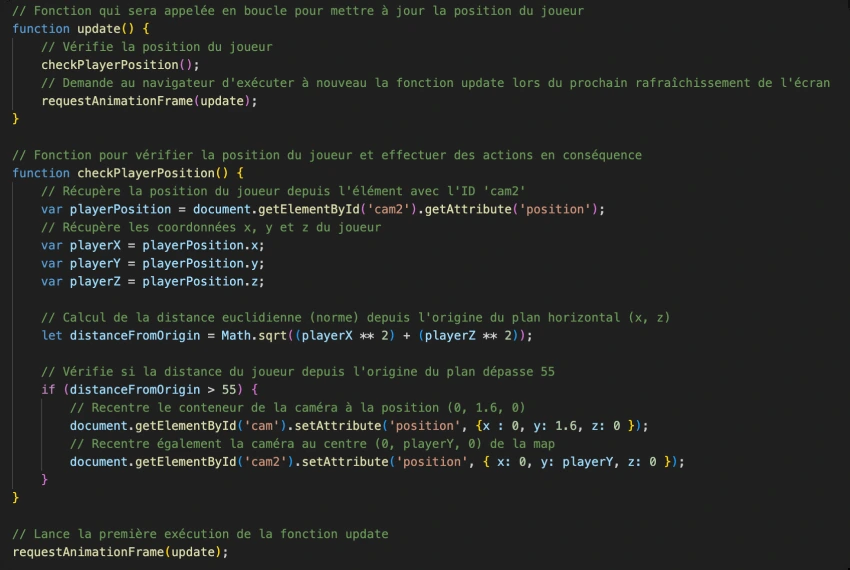 // Fonction qui sera appelée en boucle pour mettre à jour la position du joueur
function update() {
    // Vérifie la position du joueur
    checkPlayerPosition();
    // Demande au navigateur d'exécuter à nouveau la fonction update lors du prochain rafraîchissement de l'écran
    requestAnimationFrame(update);
}

// Fonction pour vérifier la position du joueur et effectuer des actions en conséquence
function checkPlayerPosition() {
    // Récupère la position du joueur depuis l'élément avec l'ID 'cam2'
    var playerPosition = document.getElementById('cam2').getAttribute('position');
    // Récupère les coordonnées x, y et z du joueur
    var playerX = playerPosition.x;
    var playerY = playerPosition.y;
    var playerZ = playerPosition.z;

    // Calcul de la distance euclidienne (norme) depuis l'origine du plan horizontal (x, z)
    let distanceFromOrigin = Math.sqrt((playerX ** 2) + (playerZ ** 2));

    // Vérifie si la distance du joueur depuis l'origine du plan dépasse 55
    if (distanceFromOrigin > 55) {
        // Recentre le conteneur de la caméra à la position (0, 1.6, 0)
        document.getElementById('cam').setAttribute('position', {x : 0, y: 1.6, z: 0 });
        // Recentre également la caméra au centre (0, playerY, 0) de la map
        document.getElementById('cam2').setAttribute('position', { x: 0, y: playerY, z: 0 });
    }
}

// Lance la première exécution de la fonction update
requestAnimationFrame(update);